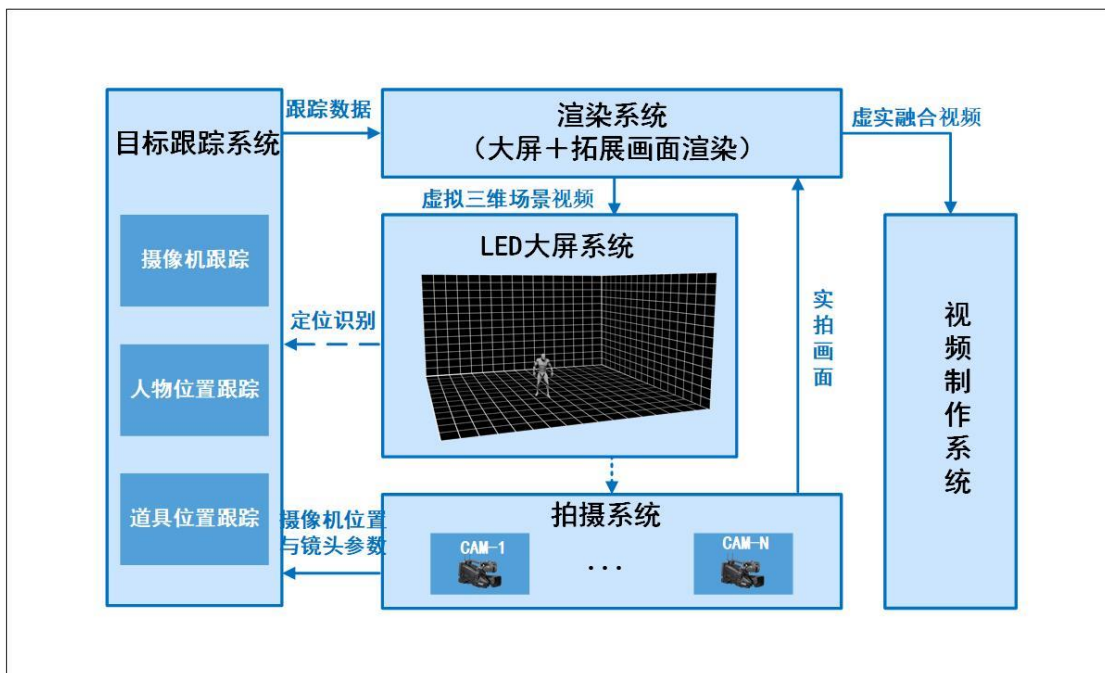 目标跟踪系统
摄像机跟踪
人物位置跟踪
道具位置跟踪
跟踪数据
渲染系统
（大屏＋拓展画面渲染）
虚实融合视频
虚拟三维场景视频
LED大屏系统
定位识别
实拍画面
摄像机位置
与镜头参数
拍摄系统
CAM-1
...
CAM-N
视频制作系统